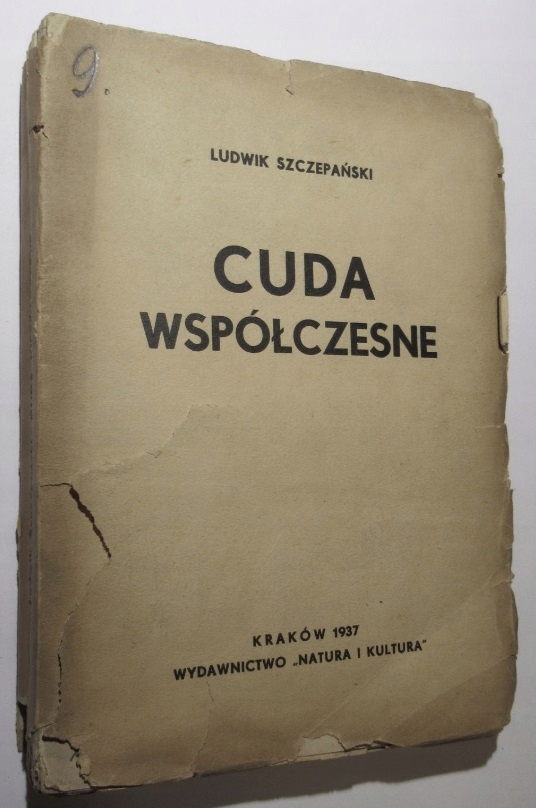 9.
LUDWIK SZCZEPAŃSKI
CUDA
WSPÓŁCZESNE
KRAKÓW 1937
WYDAWNICTWO „NATURA I KULTURA"